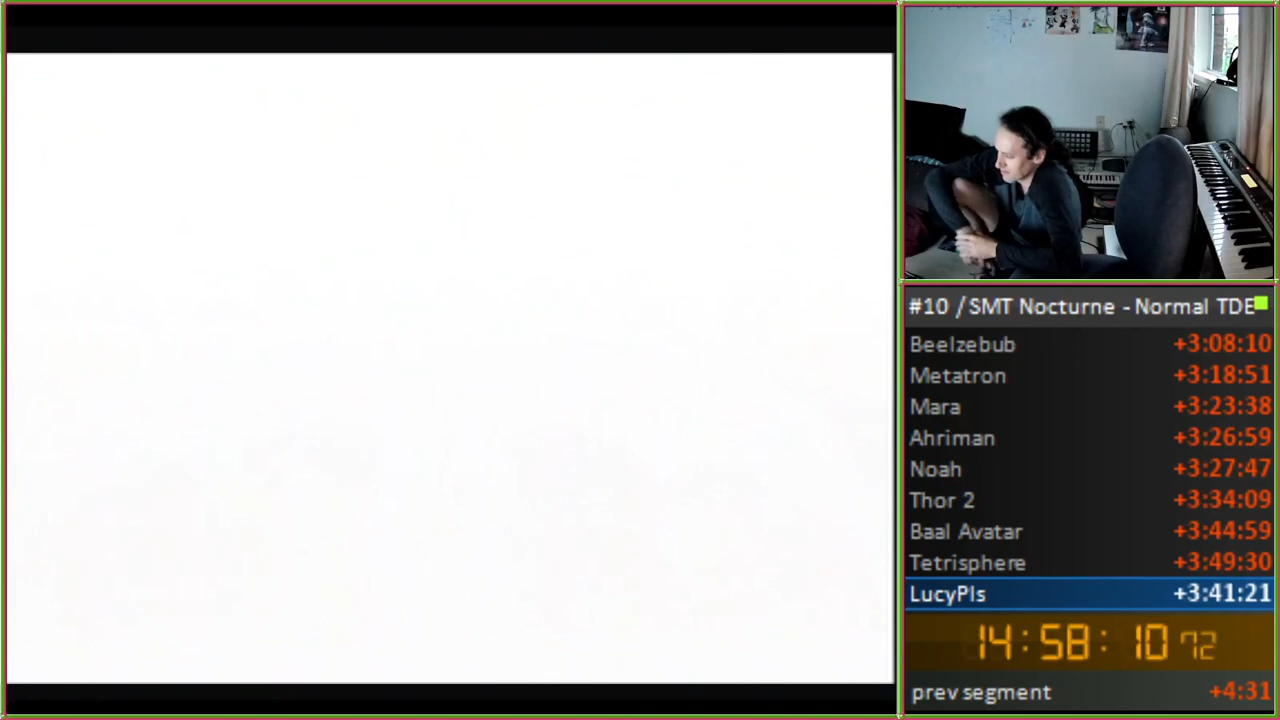 #10 / SMT Nocturne - Normal TDE
Beelzebub +3:08:10
Metatron +3:18:51
Mara +3:23:38
Ahriman +3:26:59
Noah +3:27:47
Thor 2 +3:34:09
Baal Avatar +3:44:59
Tetrisphere +3:49:30
LucyPls +3:41:21
14:58:10 72
prev segment +4:31